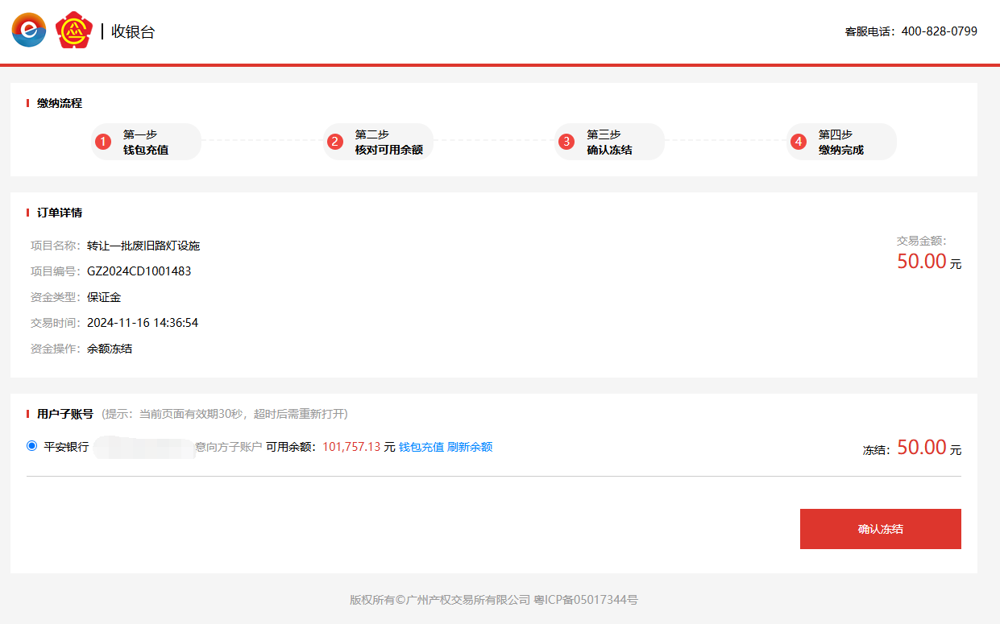 收银台
客服电话：400-828-0799
缴纳流程
1 第一步 钱包充值
2 第二步 核对可用余额
3 第三步 确认冻结
4 第四步 缴纳完成
订单详情
项目名称：转让一批废旧路灯设施
交易金额：
50.00 元
项目编号：GZ2024CD1001483
资金类型：保证金
交易时间：2024-11-16 14:36:54
资金操作：余额冻结
用户子账号 (提示：当前页面有效期30秒，超时后需重新打开)
平安银行 意向方子账户 可用余额：101,757.13 元 钱包充值 刷新余额
冻结：50.00 元
确认冻结
版权所有©广州产权交易所有限公司 粤ICP备05017344号